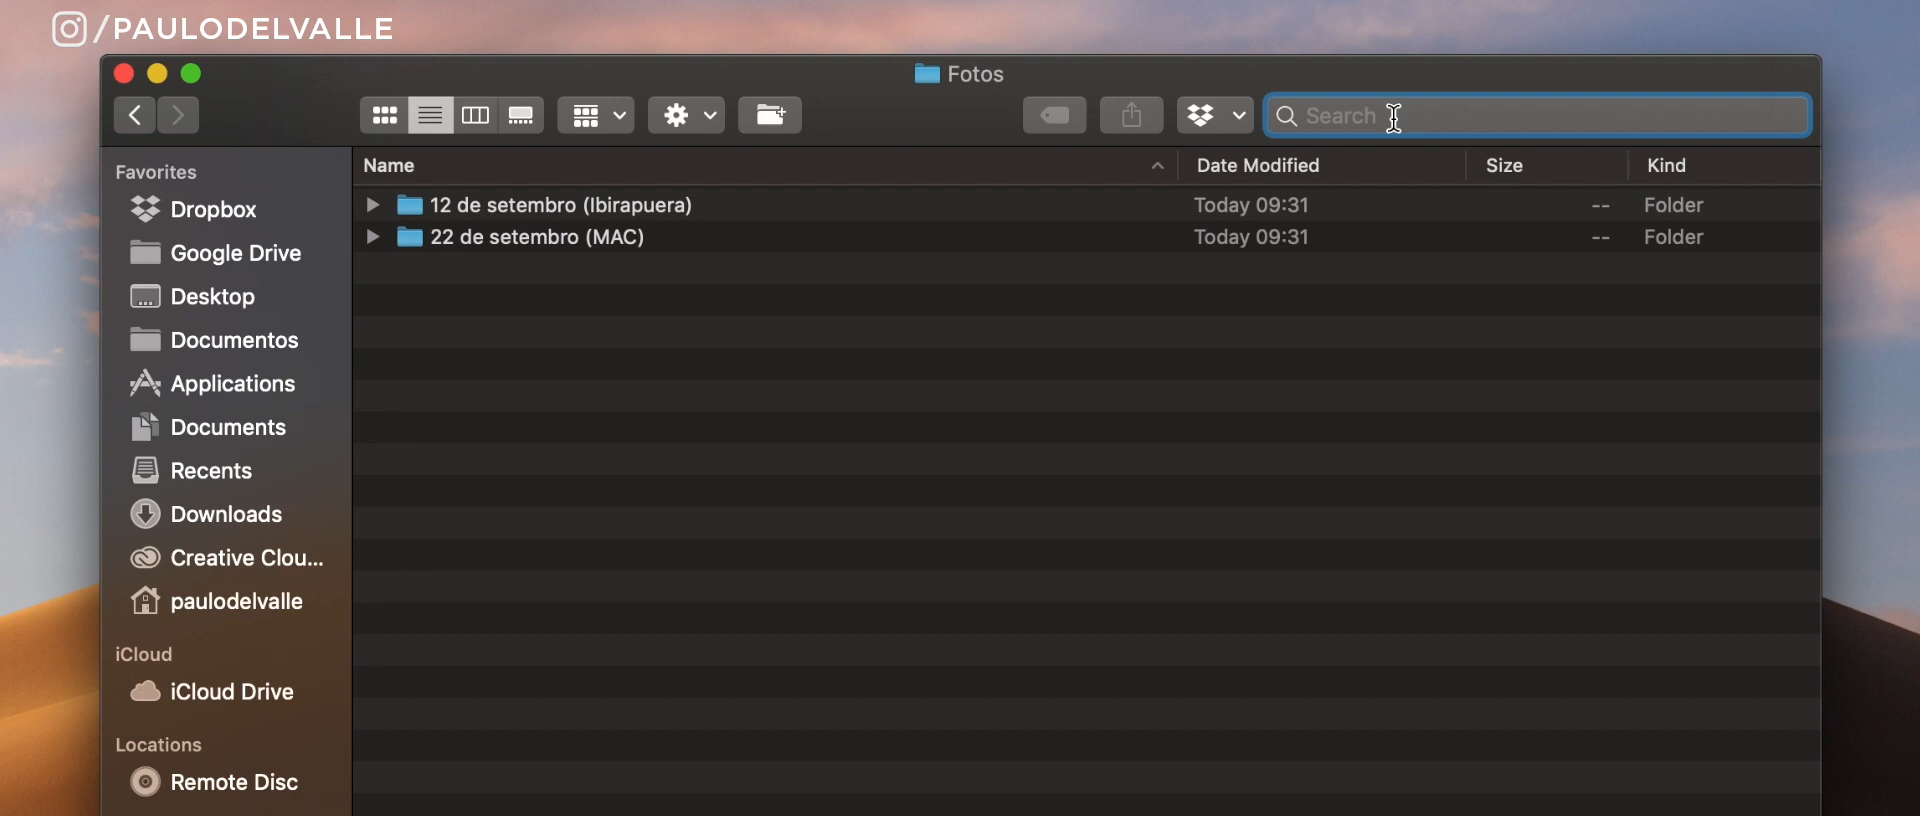 /PAULODELVALLE
Fotos
Search
Favorites
Dropbox
Google Drive
Desktop
Documentos
Applications
Documents
Recents
Downloads
Creative Clou...
paulodelvalle
iCloud
iCloud Drive
Locations
Remote Disc
Name Date Modified Size Kind
12 de setembro (Ibirapuera) Today 09:31 -- Folder
22 de setembro (MAC) Today 09:31 -- Folder